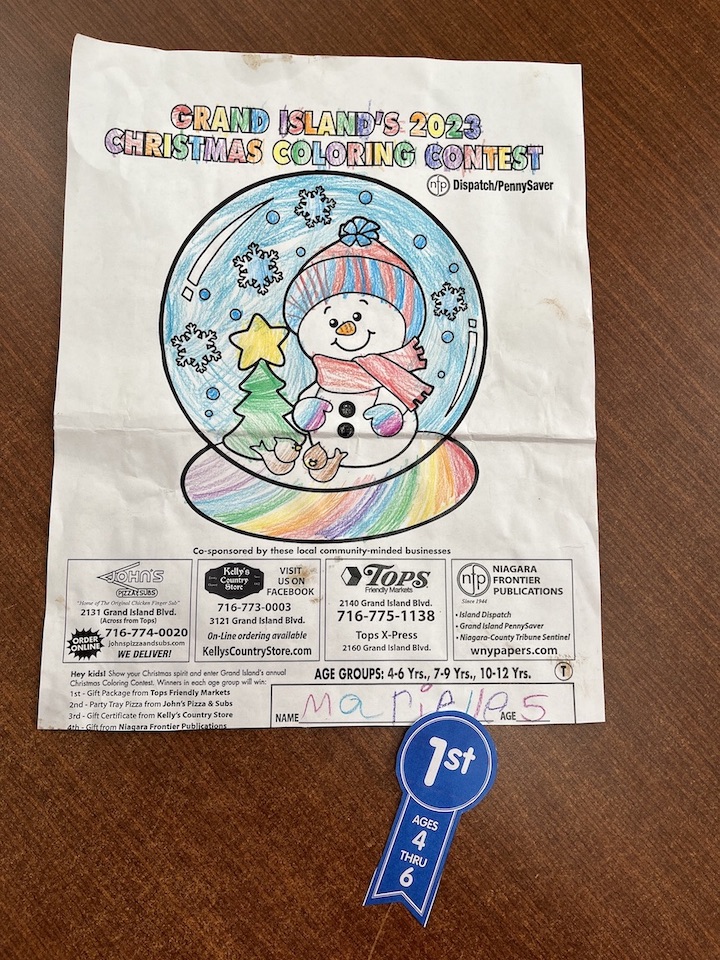 GRAND ISLAND'S 2023
CHRISTMAS COLORING CONTEST
nfp Dispatch/PennySaver
Co-sponsored by these local community-minded businesses
JOHN'S
PIZZA & SUBS
"Home of The Original Chicken Finger Sub"
2131 Grand Island Blvd.
(Across from Tops)
ORDER ONLINE
716-774-0020
johnspizzaandsubs.com
WE DELIVER!
Kelly's
Country
Store
VISIT
US ON
FACEBOOK
716-773-0003
3121 Grand Island Blvd.
On-Line ordering available
KellysCountryStore.com
TOPS
Friendly Markets
2140 Grand Island Blvd.
716-775-1138
Tops X-Press
2160 Grand Island Blvd.
nfp
Since 1944
NIAGARA
FRONTIER
PUBLICATIONS
• Island Dispatch
• Grand Island PennySaver
• Niagara-County Tribune Sentinel
wnypapers.com
T
Hey kids! Show your Christmas spirit and enter Grand Island's annual
Christmas Coloring Contest. Winners in each age group will win:
1st - Gift Package from Tops Friendly Markets
2nd - Party Tray Pizza from John's Pizza & Subs
3rd - Gift Certificate from Kelly's Country Store
4th - Gift from Niagara Frontier Publications
AGE GROUPS: 4-6 Yrs., 7-9 Yrs., 10-12 Yrs.
NAME Marielle AGE 5
1st
AGES
4
THRU
6